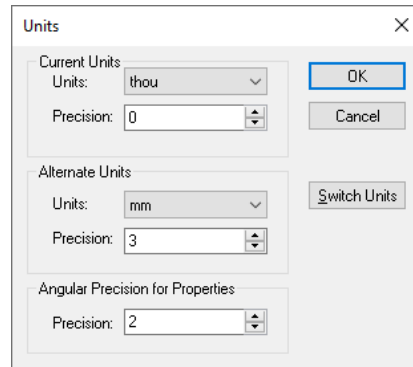 Units
Current Units
Units: thou
Precision: 0
OK
Cancel
Alternate Units
Units: mm
Precision: 3
Switch Units
Angular Precision for Properties
Precision: 2